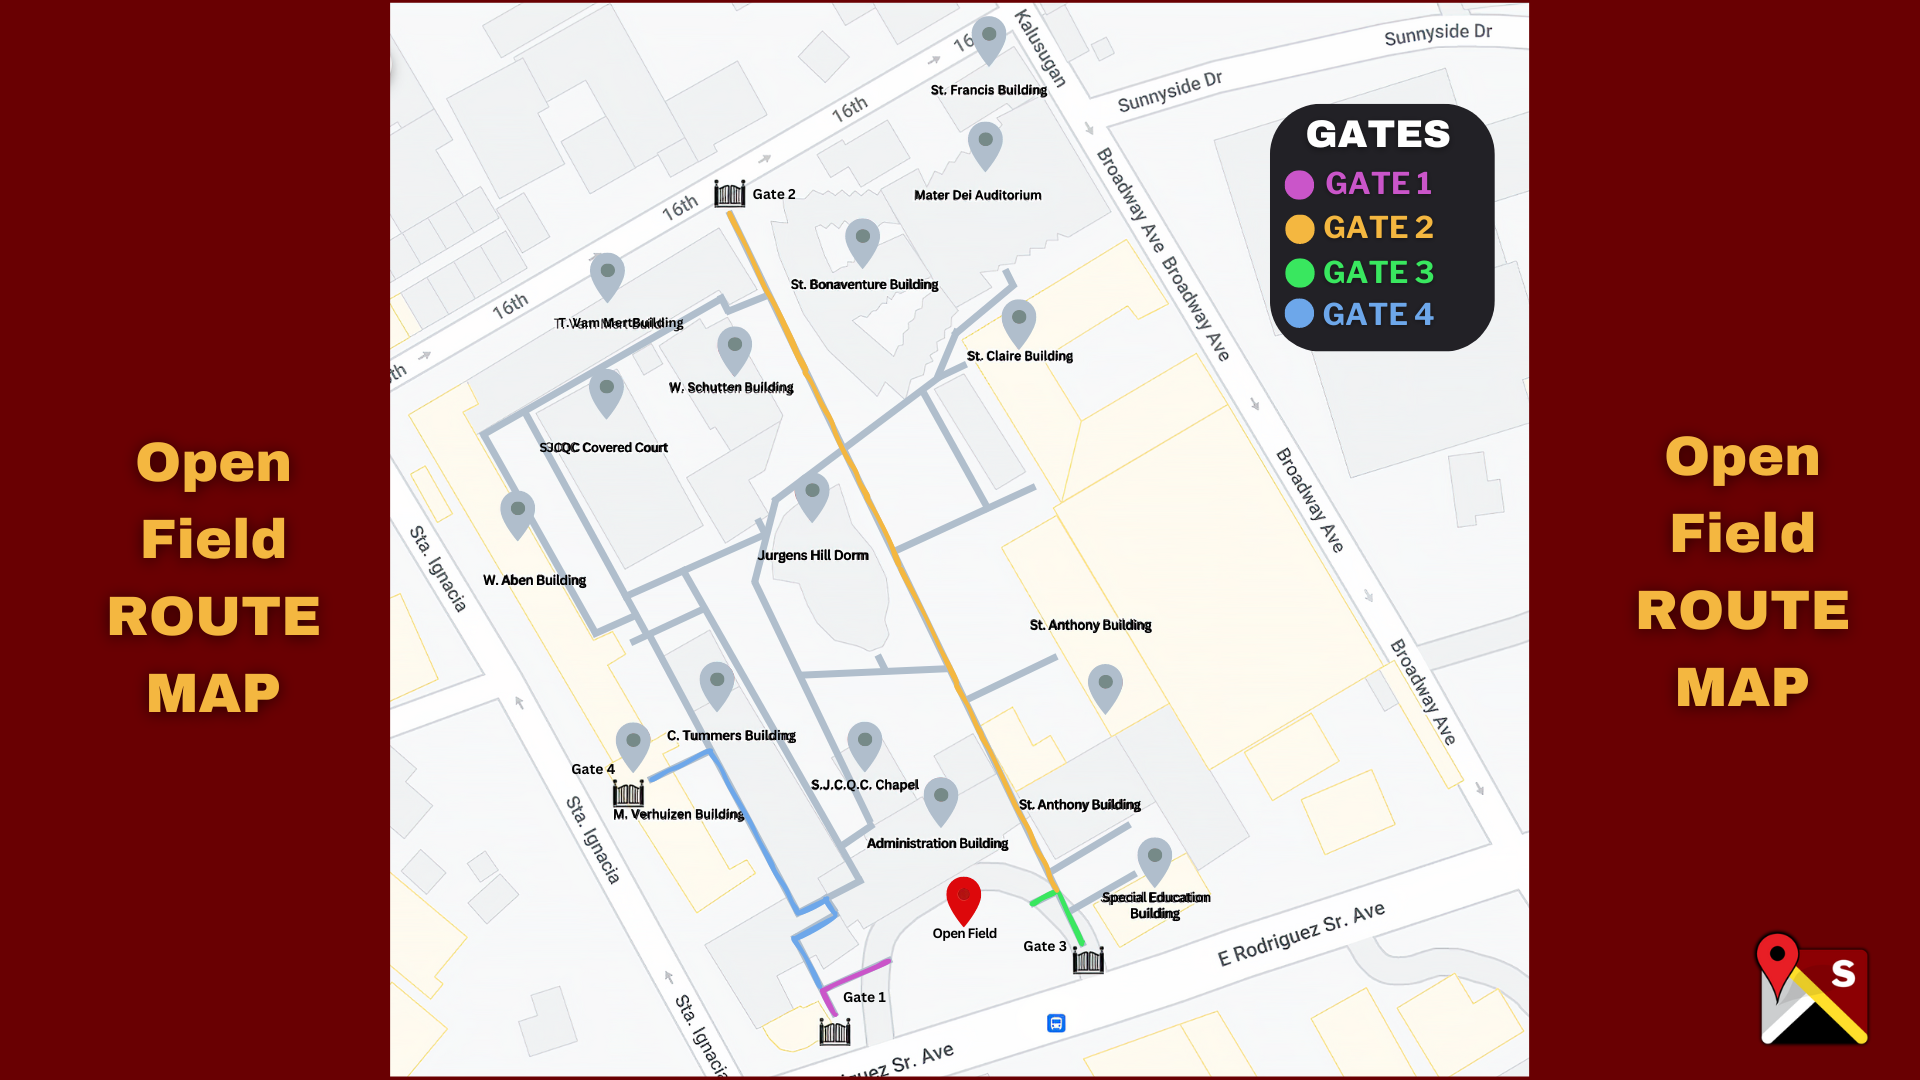 Open
Field
ROUTE
MAP
Kalusugan
Sunnyside Dr
Sunnyside Dr
16
St. Francis Building
16th
GATES
GATE 1
GATE 2
GATE 3
GATE 4
Broadway Ave
Broadway Ave
Mater Dei Auditorium
Gate 2
16th
St. Bonaventure Building
16th
T. Vam MertBuilding
St. Claire Building
W. Schutten Building
SJCQC Covered Court
Broadway Ave
Jurgens Hill Dorm
Sta. Ignacia
W. Aben Building
St. Anthony Building
Broadway Ave
C. Tummers Building
Gate 4
S.J.C.Q.C. Chapel
St. Anthony Building
M. Verhuizen Building
Sta. Ignacia
Administration Building
Special Education
Building
Open Field
Gate 3
E Rodriguez Sr. Ave
Gate 1
Sta. Ignacia
Sr. Ave
Open
Field
ROUTE
MAP
S